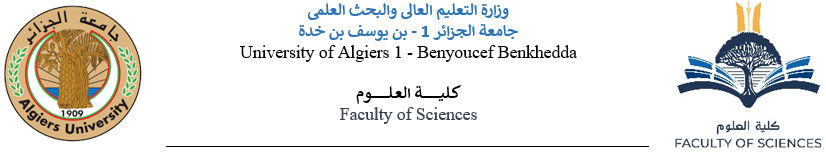 جامعة الجزائر
1909
Algiers University
وزارة التعليم العالي والبحث العلمي
جامعة الجزائر 1 - بن يوسف بن خدة
University of Algiers 1 - Benyoucef Benkhedda
كليـــة العلـــوم
Faculty of Sciences
كلية العلوم
FACULTY OF SCIENCES